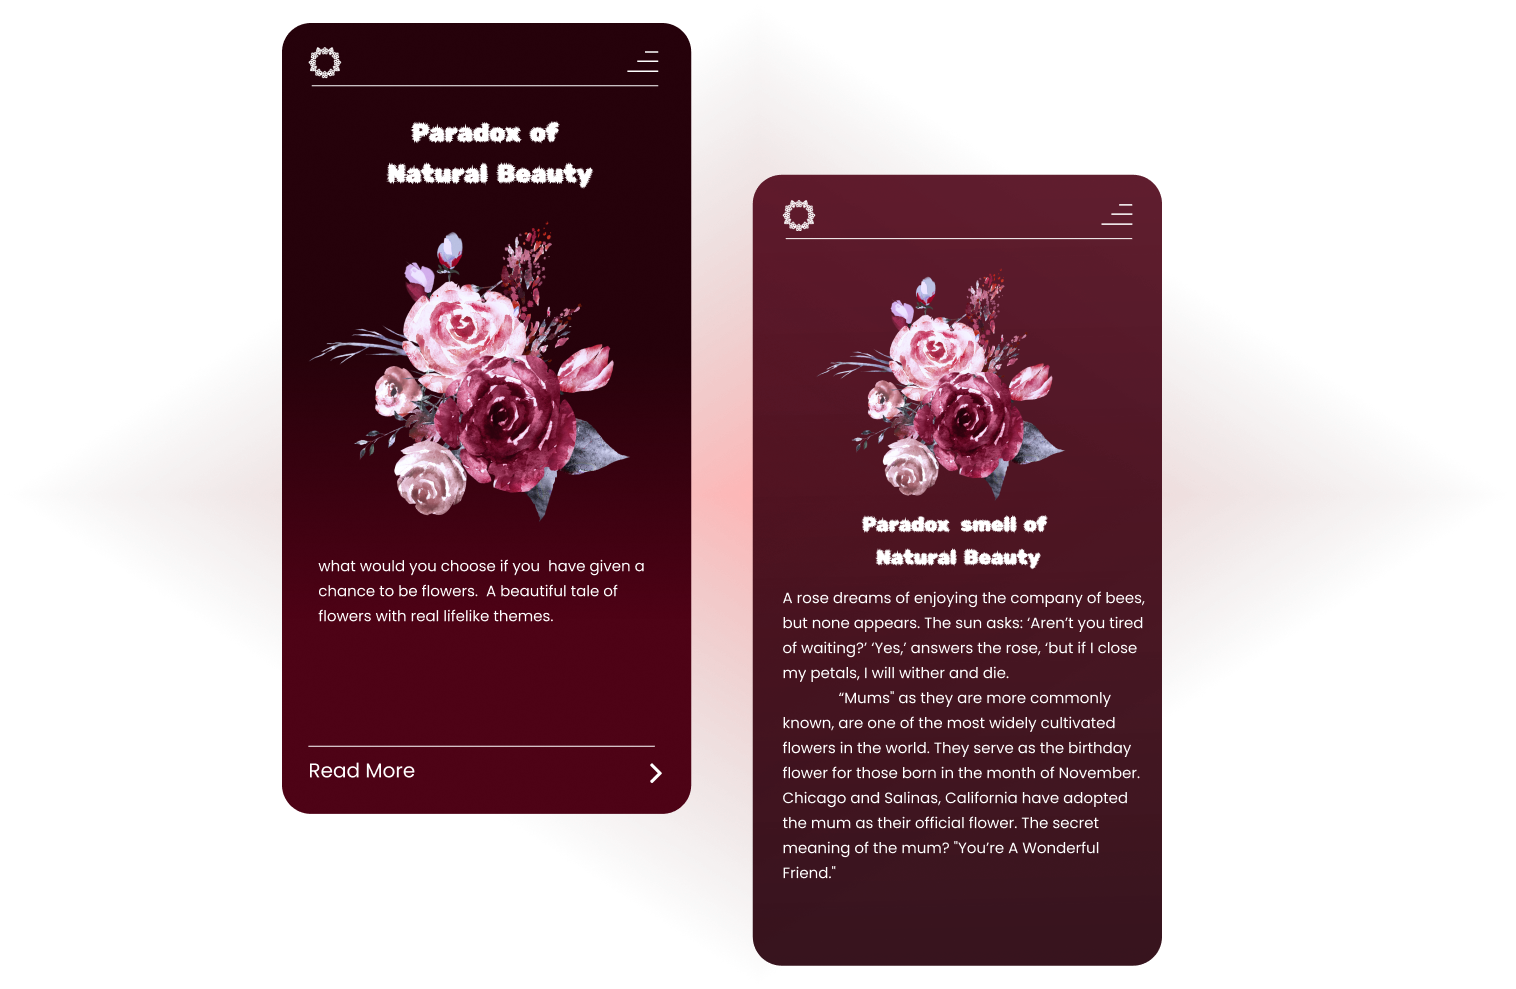 Paradox of
Natural Beauty
what would you choose if you  have given a
chance to be flowers.  A beautiful tale of
flowers with real lifelike themes.
Read More
Paradox  smell of
Natural Beauty
A rose dreams of enjoying the company of bees,
but none appears. The sun asks: ‘Aren’t you tired
of waiting?’ ‘Yes,’ answers the rose, ‘but if I close
my petals, I will wither and die.
“Mums" as they are more commonly
known, are one of the most widely cultivated
flowers in the world. They serve as the birthday
flower for those born in the month of November.
Chicago and Salinas, California have adopted
the mum as their official flower. The secret
meaning of the mum? "You’re A Wonderful
Friend."